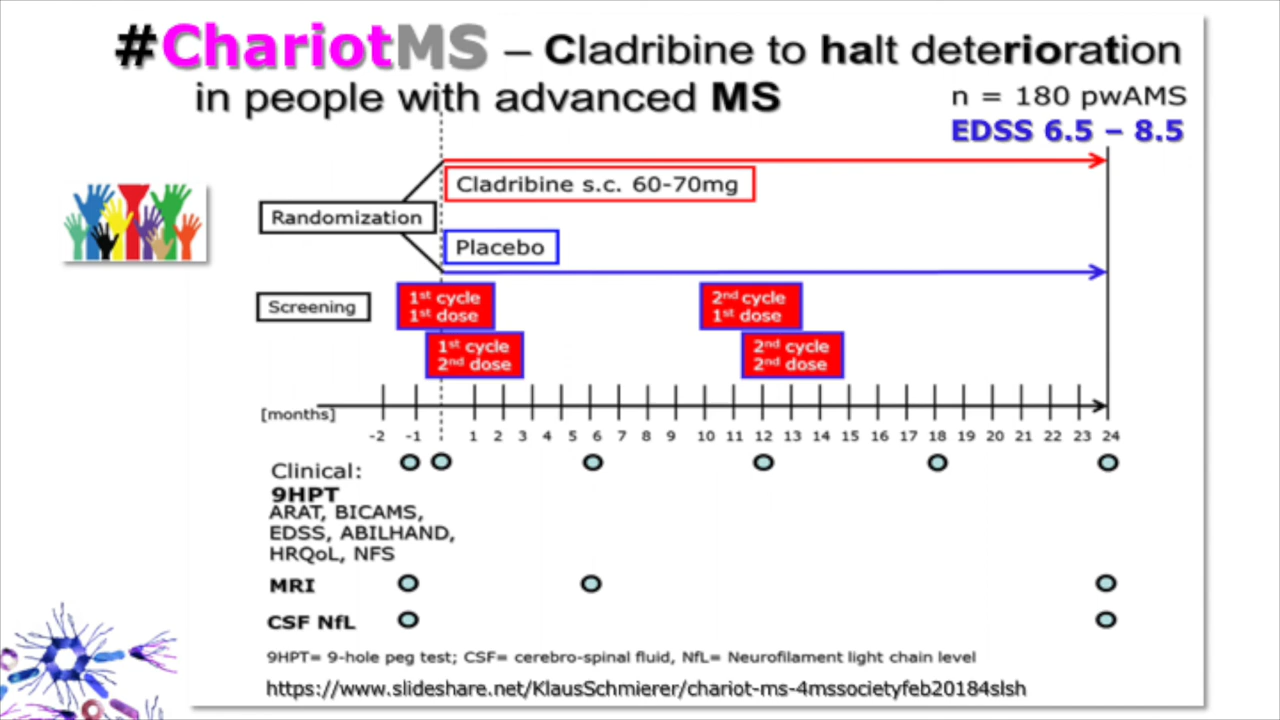 #ChariotMS – Cladribine to halt deterioration
in people with advanced MS
n = 180 pwAMS
EDSS 6.5 – 8.5
Cladribine s.c. 60-70mg
Randomization
Placebo
Screening
1st cycle
1st dose
2nd cycle
1st dose
1st cycle
2nd dose
2nd cycle
2nd dose
[months]
-2 -1 1 2 3 4 5 6 7 8 9 10 11 12 13 14 15 16 17 18 19 20 21 22 23 24
Clinical:
9HPT
ARAT, BICAMS,
EDSS, ABILHAND,
HRQoL, NFS
MRI
CSF NfL
9HPT= 9-hole peg test; CSF= cerebro-spinal fluid, NfL= Neurofilament light chain level
https://www.slideshare.net/KlausSchmierer/chariot-ms-4mssocietyfeb20184slsh